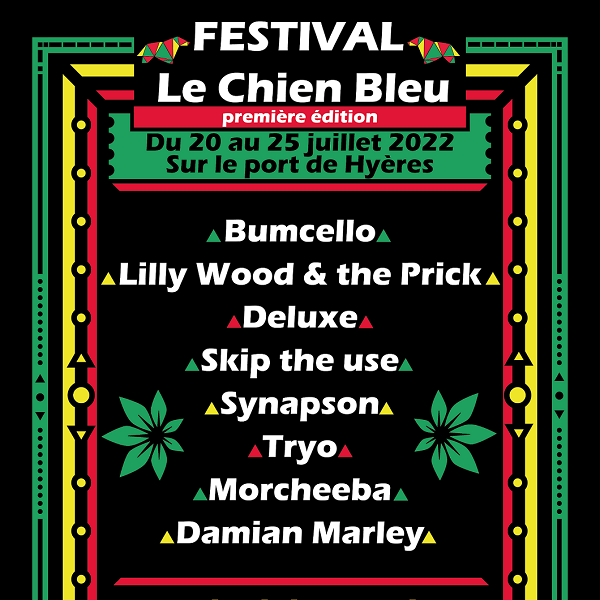 FESTIVAL
Le Chien Bleu
première édition
Du 20 au 25 juillet 2022
Sur le port de Hyères
Bumcello
Lilly Wood & the Prick
Deluxe
Skip the use
Synapson
Tryo
Morcheeba
Damian Marley